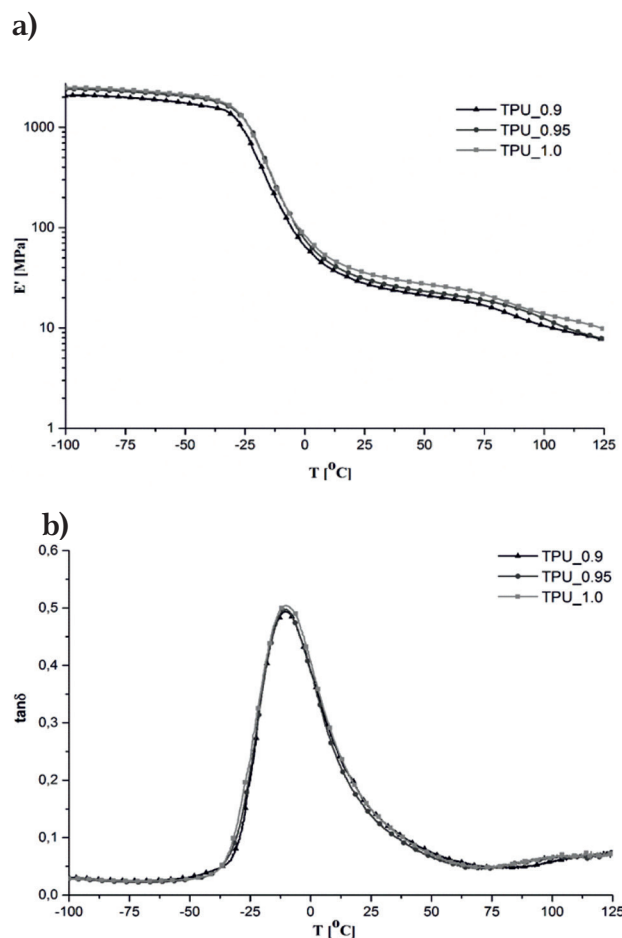 a)
TPU_0.9
TPU_0.95
TPU_1.0
E' [MPa]
1000
100
10
1
-100 -75 -50 -25 0 25 50 75 100 125
T [⁰C]
b)
TPU_0.9
TPU_0.95
TPU_1.0
tanδ
0,6
0,5
0,4
0,3
0,2
0,1
0,0
-100 -75 -50 -25 0 25 50 75 100 125
T [⁰C]